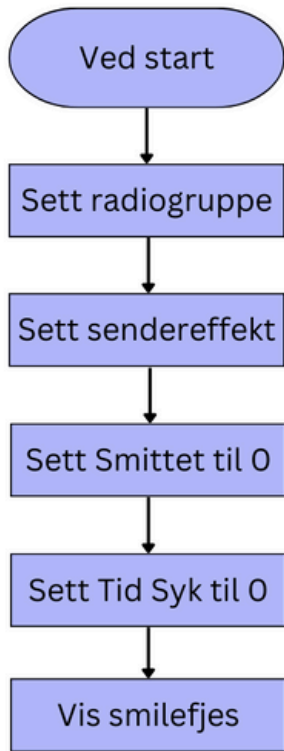 Ved start
Sett radiogruppe
Sett sendereffekt
Sett Smittet til 0
Sett Tid Syk til 0
Vis smilefjes